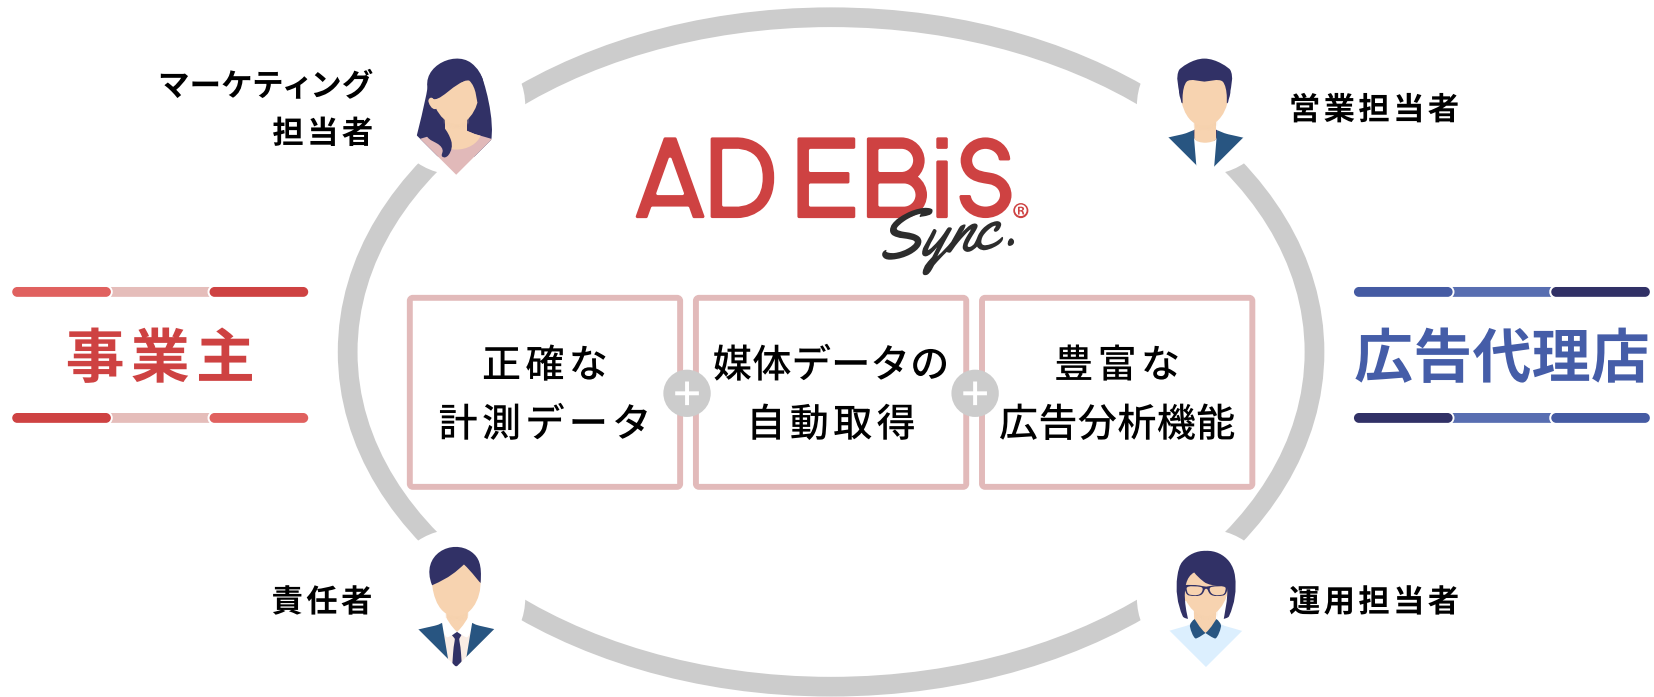 マーケティング
担当者
営業担当者
AD EBiS®
Sync.
事業主
正確な
計測データ
+
媒体データの
自動取得
+
豊富な
広告分析機能
広告代理店
責任者
運用担当者